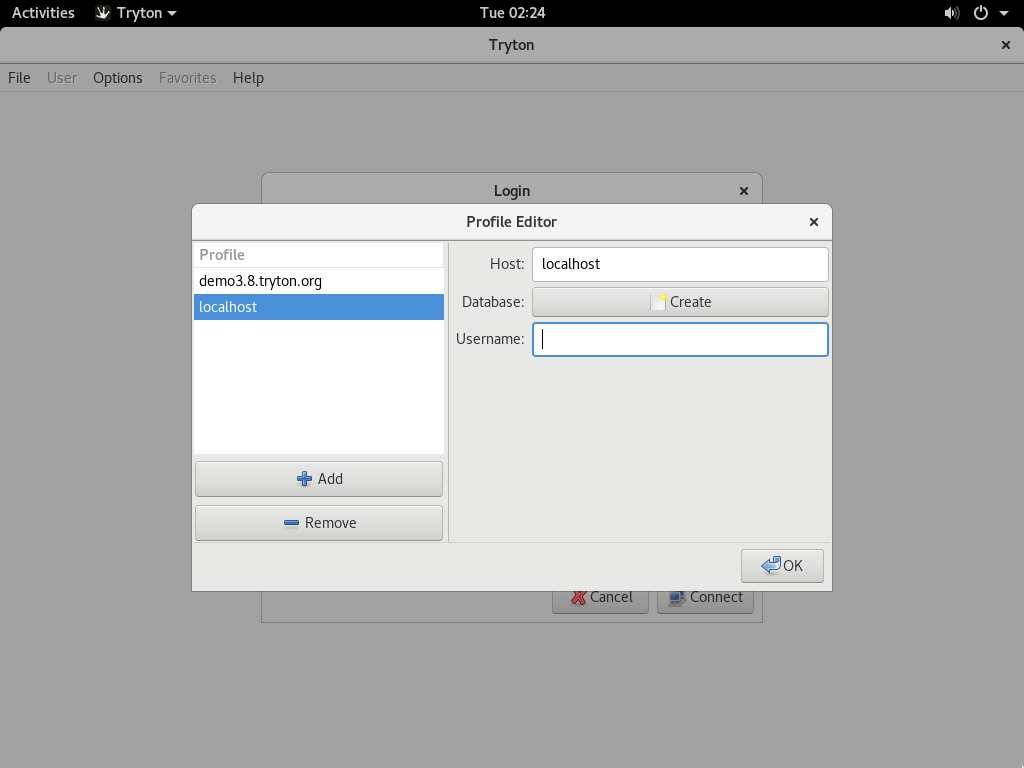 Activities Tryton Tue 02:24
Tryton
File User Options Favorites Help
Login
Profile Editor
Profile
demo3.8.tryton.org
localhost
Add
Remove
Host: localhost
Database: Create
Username:
OK
Cancel Connect